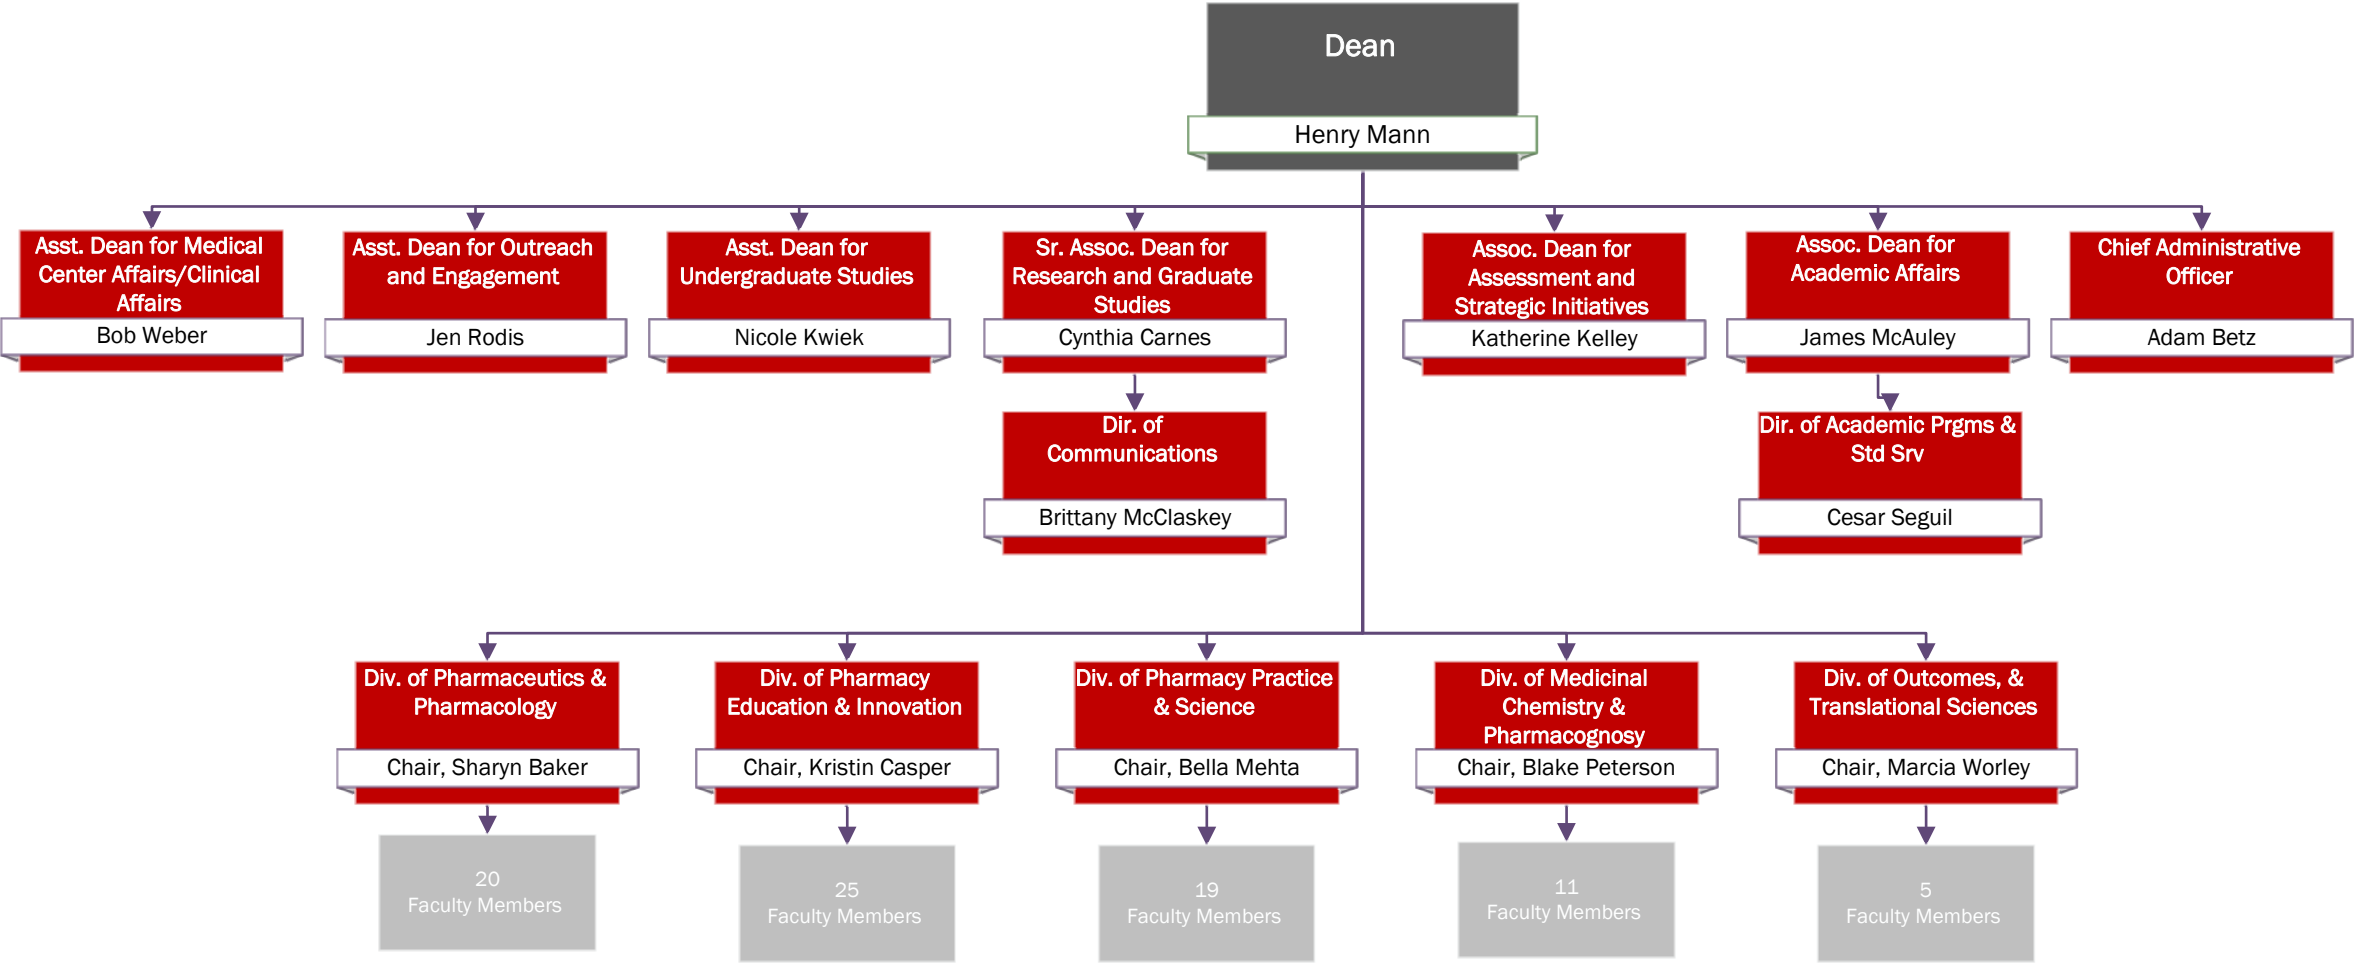 Dean
Henry Mann
Asst. Dean for Medical
Center Affairs/Clinical
Affairs
Bob Weber
Asst. Dean for Outreach
and Engagement
Jen Rodis
Asst. Dean for
Undergraduate Studies
Nicole Kwiek
Sr. Assoc. Dean for
Research and Graduate
Studies
Cynthia Carnes
Assoc. Dean for
Assessment and
Strategic Initiatives
Katherine Kelley
Assoc. Dean for
Academic Affairs
James McAuley
Chief Administrative
Officer
Adam Betz
Dir. of
Communications
Brittany McClaskey
Dir. of Academic Prgms &
Std Srv
Cesar Seguil
Div. of Pharmaceutics &
Pharmacology
Chair, Sharyn Baker
Div. of Pharmacy
Education & Innovation
Chair, Kristin Casper
Div. of Pharmacy Practice
& Science
Chair, Bella Mehta
Div. of Medicinal
Chemistry &
Pharmacognosy
Chair, Blake Peterson
Div. of Outcomes, &
Translational Sciences
Chair, Marcia Worley
20
Faculty Members
25
Faculty Members
19
Faculty Members
11
Faculty Members
5
Faculty Members